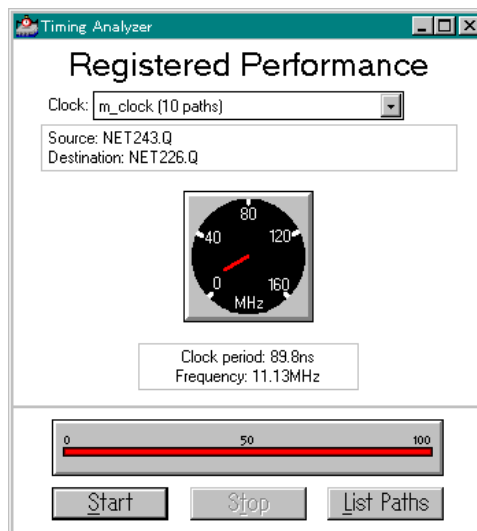 Timing Analyzer
Registered Performance
Clock: m_clock (10 paths)
Source: NET243.Q
Destination: NET226.Q
80
40 120
0 160
MHz
Clock period: 89.8ns
Frequency: 11.13MHz
0 50 100
Start Stop List Paths